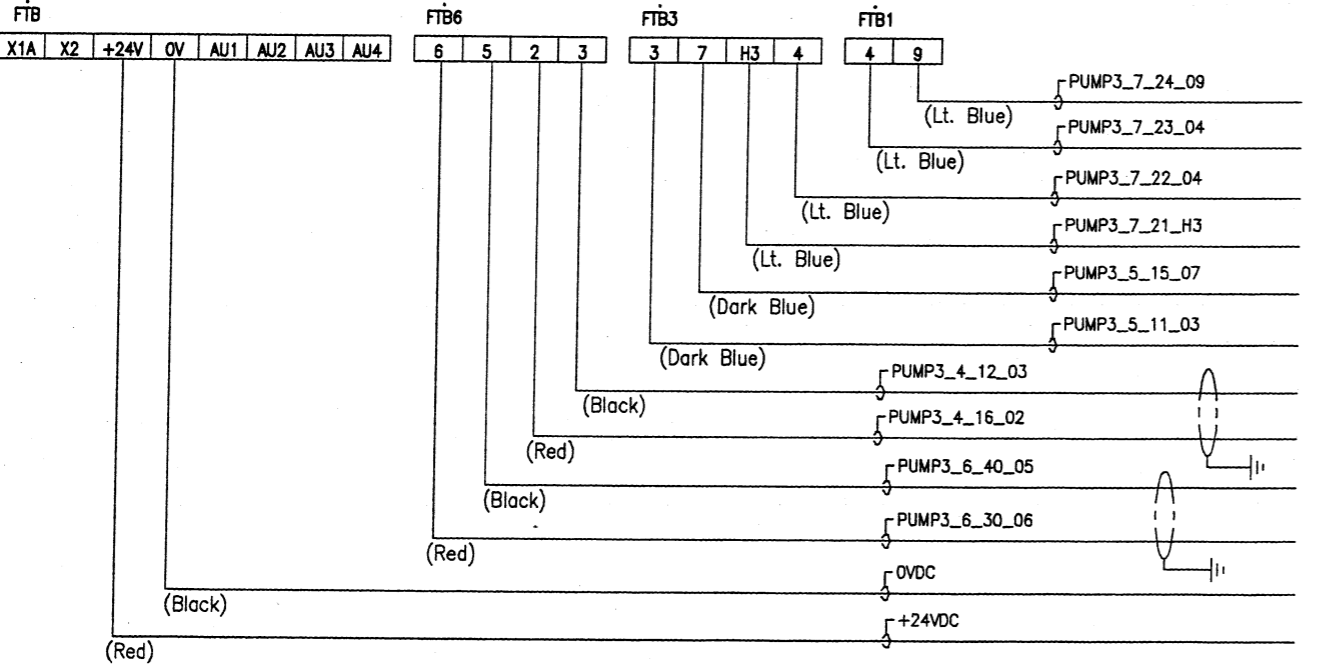 FTB
X1A X2 +24V 0V AU1 AU2 AU3 AU4
FTB6
6 5 2 3
FTB3
3 7 H3 4
FTB1
4 9
PUMP3_7_24_09
(Lt. Blue)
PUMP3_7_23_04
(Lt. Blue)
PUMP3_7_22_04
(Lt. Blue)
PUMP3_7_21_H3
(Lt. Blue)
PUMP3_5_15_07
(Dark Blue)
PUMP3_5_11_03
(Dark Blue)
PUMP3_4_12_03
(Black)
PUMP3_4_16_02
(Red)
PUMP3_6_40_05
(Black)
PUMP3_6_30_06
(Red)
0VDC
(Black)
+24VDC
(Red)